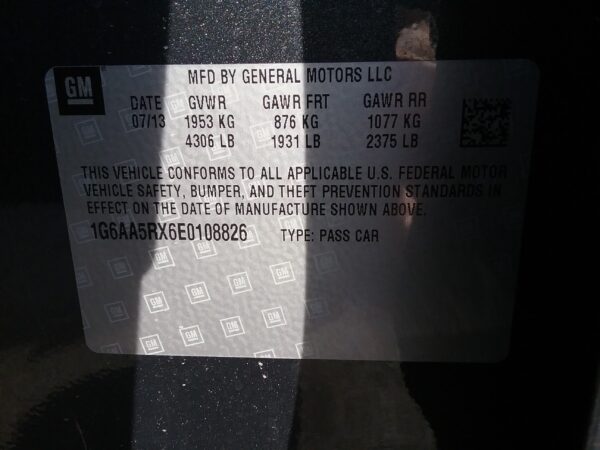 GM
MFD BY GENERAL MOTORS LLC
DATE GVWR GAWR FRT GAWR RR
07/13 1953 KG 876 KG 1077 KG
4306 LB 1931 LB 2375 LB
THIS VEHICLE CONFORMS TO ALL APPLICABLE U.S. FEDERAL MOTOR
VEHICLE SAFETY, BUMPER, AND THEFT PREVENTION STANDARDS IN
EFFECT ON THE DATE OF MANUFACTURE SHOWN ABOVE.
1G6AA5RX6E0108826 TYPE: PASS CAR